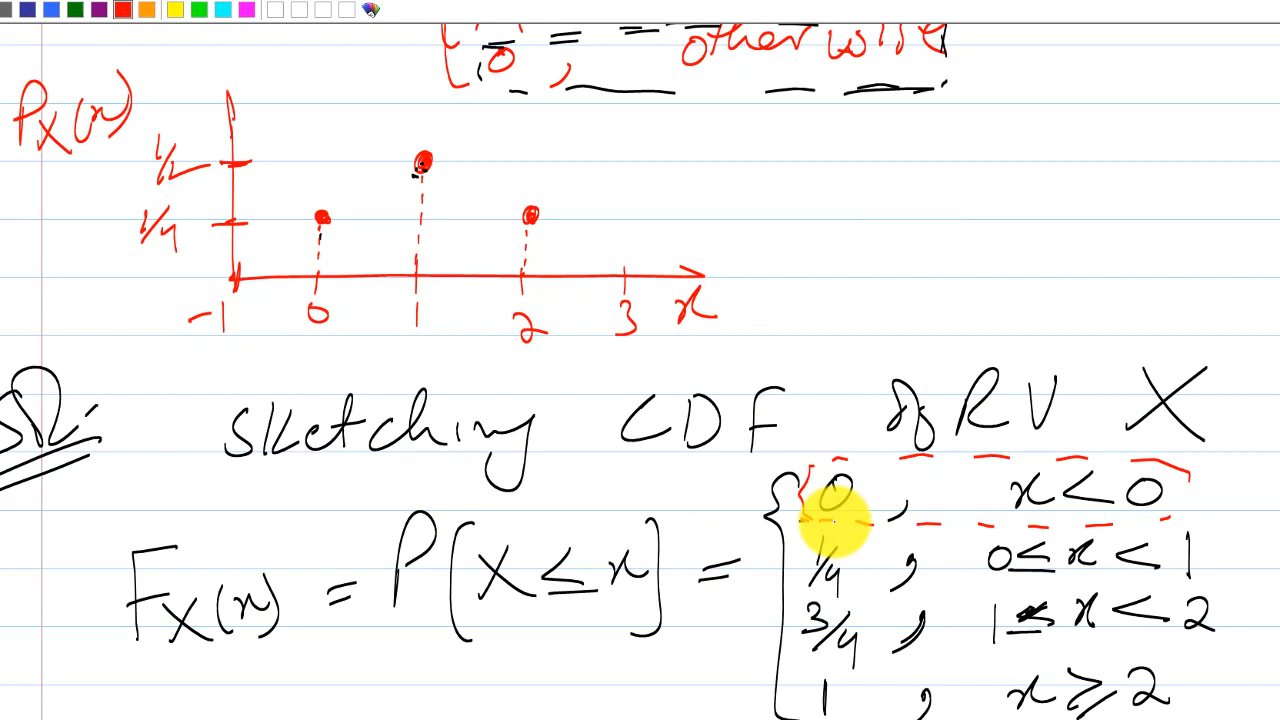 0, otherwise
Pₓ(x)
1/2
1/4
-1 0 1 2 3 x
Sol:- Sketching CDF of RV X
Fₓ(x) = P[X ≤ x] = { 0 , x < 0
1/4 , 0 ≤ x < 1
3/4 , 1 ≤ x < 2
1 , x ≥ 2